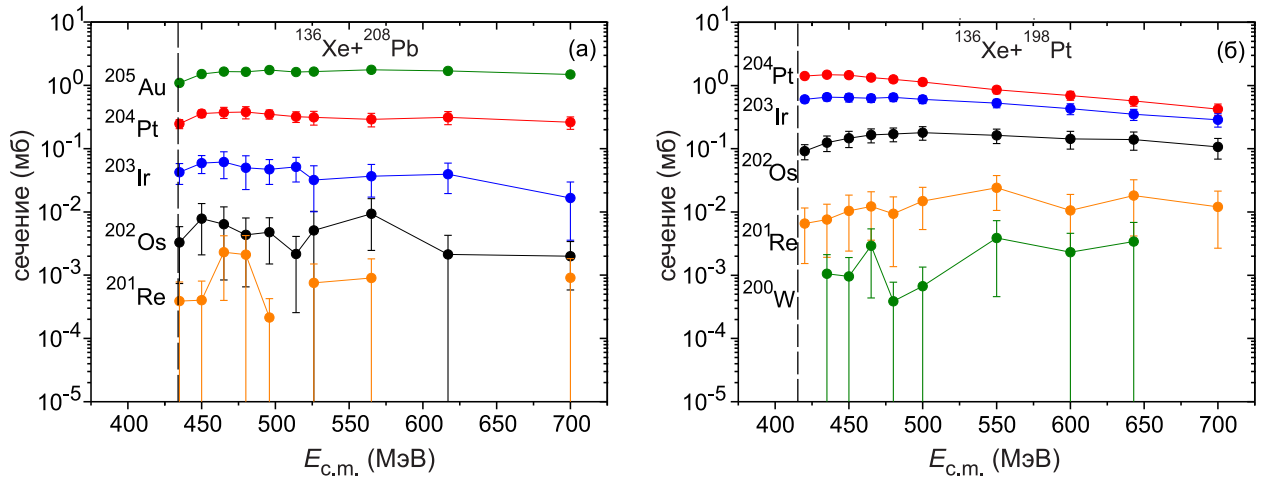 10¹
10⁰
10⁻¹
10⁻²
10⁻³
10⁻⁴
10⁻⁵
сечение (мб)
¹³⁶Xe+²⁰⁸Pb
(а)
²⁰⁵Au
²⁰⁴Pt
²⁰³Ir
²⁰²Os
²⁰¹Re
400 450 500 550 600 650 700
E c.m. (МэВ)
10¹
10⁰
10⁻¹
10⁻²
10⁻³
10⁻⁴
10⁻⁵
сечение (мб)
¹³⁶Xe+¹⁹⁸Pt
(б)
²⁰⁴Pt
²⁰³Ir
²⁰²Os
²⁰¹Re
²⁰⁰W
400 450 500 550 600 650 700
E c.m. (МэВ)